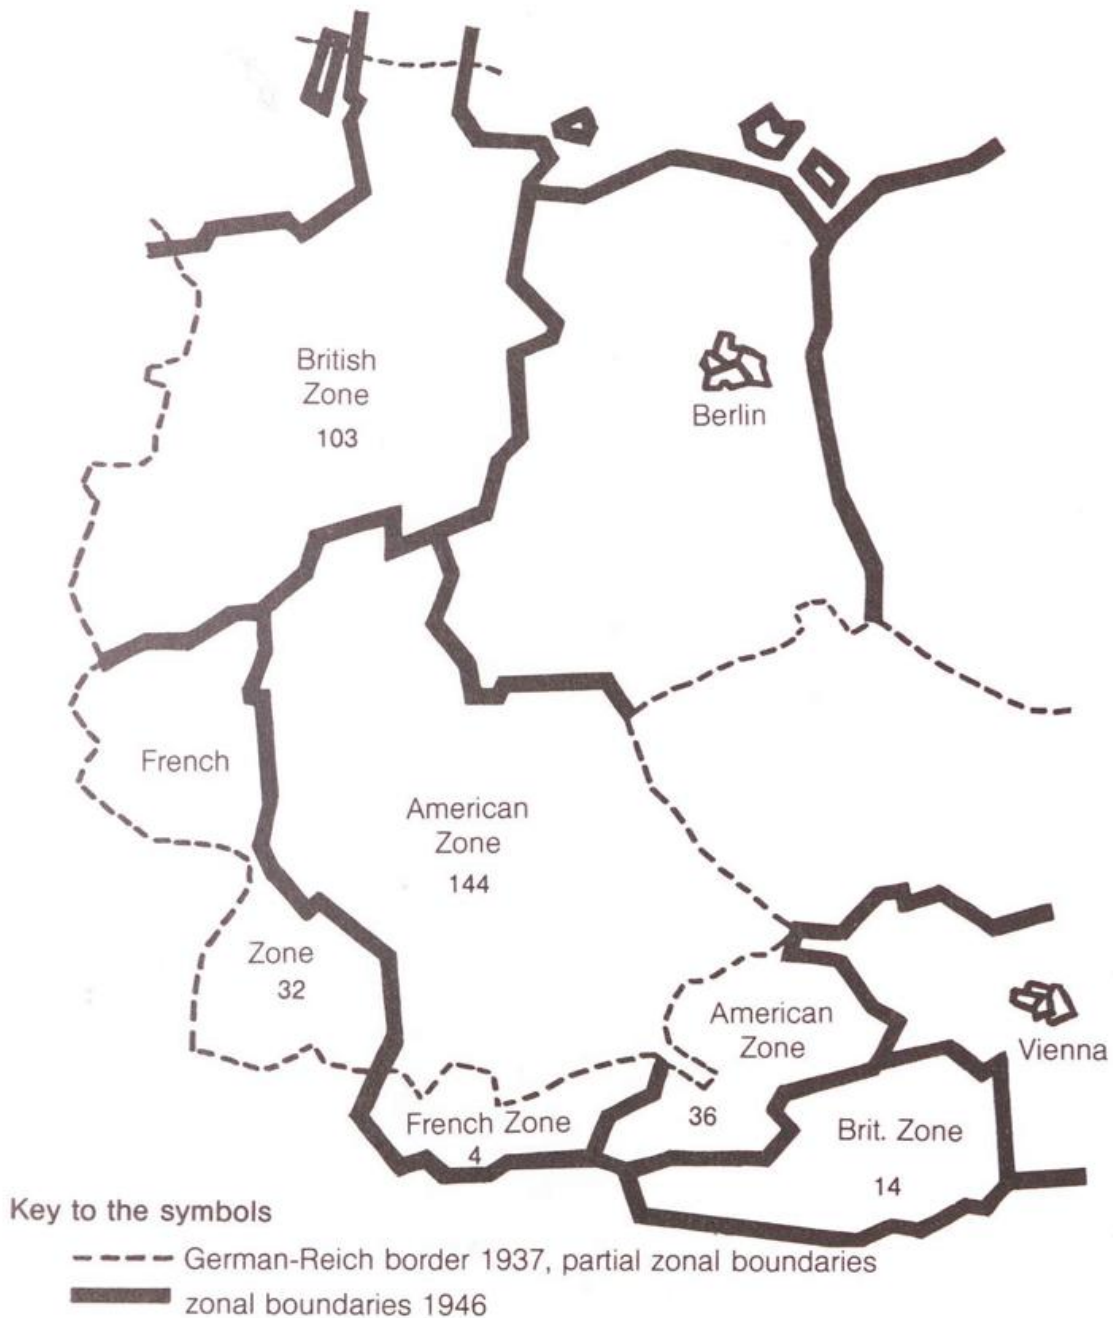 British
Zone
103
Berlin
French
American
Zone
144
Zone
32
American
Zone
Vienna
36
French Zone
4
Brit. Zone
14
Key to the symbols
German-Reich border 1937, partial zonal boundaries
zonal boundaries 1946